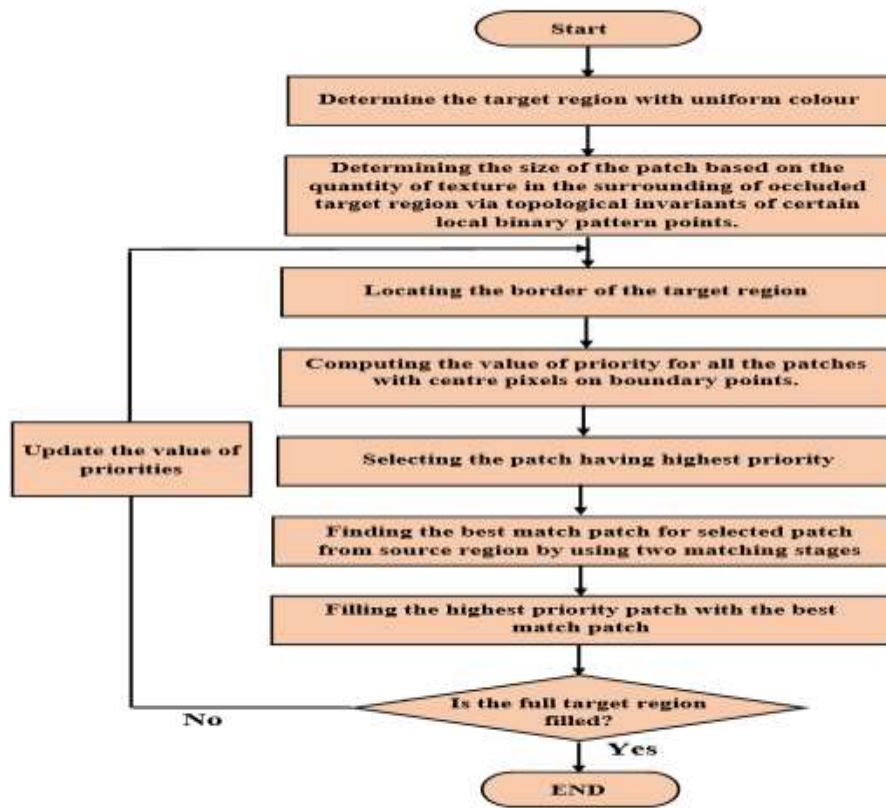 Start
Determine the target region with uniform colour
Determining the size of the patch based on the
quantity of texture in the surrounding of occluded
target region via topological invariants of certain
local binary pattern points.
Locating the border of the target region
Computing the value of priority for all the patches
with centre pixels on boundary points.
Update the value of
priorities
Selecting the patch having highest priority
Finding the best match patch for selected patch
from source region by using two matching stages
Filling the highest priority patch with the best
match patch
Is the full target region
filled?
No
Yes
END